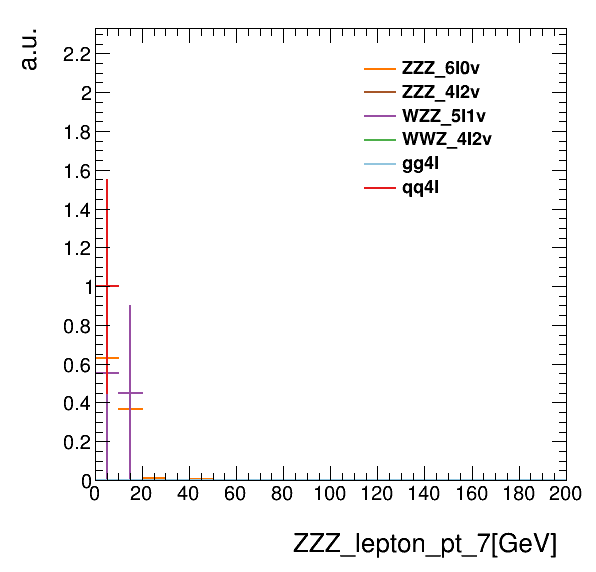 a.u.
2.2
2
1.8
1.6
1.4
1.2
1
0.8
0.6
0.4
0.2
0
ZZZ_6l0v
ZZZ_4l2v
WZZ_5l1v
WWZ_4l2v
gg4l
qq4l
0 20 40 60 80 100 120 140 160 180 200
ZZZ_lepton_pt_7[GeV]